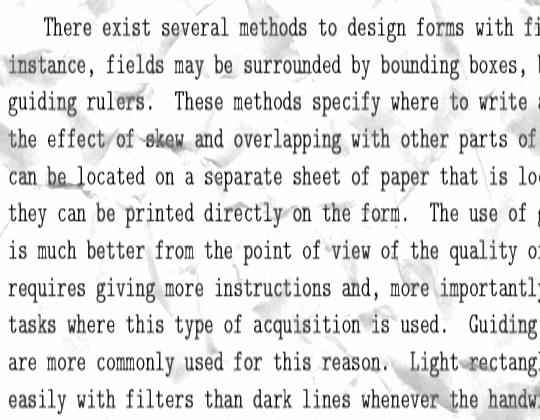 There exist several methods to design forms with fi
instance, fields may be surrounded by bounding boxes,
guiding rulers. These methods specify where to write
the effect of skew and overlapping with other parts of
can be located on a separate sheet of paper that is lo
they can be printed directly on the form. The use of g
is much better from the point of view of the quality o
requires giving more instructions and, more importantly
tasks where this type of acquisition is used. Guiding
are more commonly used for this reason. Light rectang
easily with filters than dark lines whenever the handw